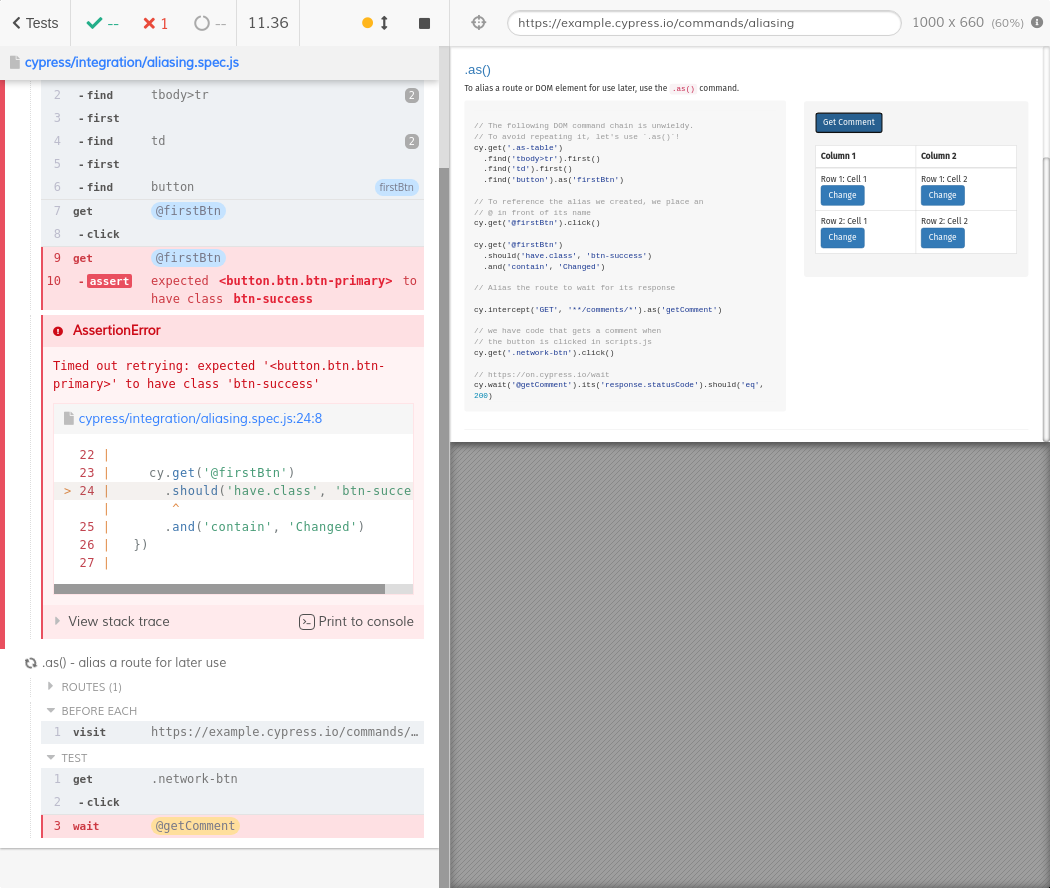 Tests
--
1
--
11.36
https://example.cypress.io/commands/aliasing
1000 x 660 (60%)
cypress/integration/aliasing.spec.js
2 -find tbody>tr 2
3 -first
4 -find td 2
5 -first
6 -find button firstBtn
7 get @firstBtn
8 -click
9 get @firstBtn
10 -assert expected <button.btn.btn-primary> to
have class btn-success
AssertionError
Timed out retrying: expected '<button.btn.btn-
primary>' to have class 'btn-success'
cypress/integration/aliasing.spec.js:24:8
22 |
23 | cy.get('@firstBtn')
> 24 | .should('have.class', 'btn-succe
| ^
25 | .and('contain', 'Changed')
26 | })
27 |
View stack trace
Print to console
.as() - alias a route for later use
ROUTES (1)
BEFORE EACH
1 visit https://example.cypress.io/commands/…
TEST
1 get .network-btn
2 -click
3 wait @getComment
.as()
To alias a route or DOM element for use later, use the .as() command.
// The following DOM command chain is unwieldy.
// To avoid repeating it, let's use `.as()`!
cy.get('.as-table')
.find('tbody>tr').first()
.find('td').first()
.find('button').as('firstBtn')
// To reference the alias we created, we place an
// @ in front of its name
cy.get('@firstBtn').click()
cy.get('@firstBtn')
.should('have.class', 'btn-success')
.and('contain', 'Changed')
// Alias the route to wait for its response
cy.intercept('GET', '**/comments/*').as('getComment')
// we have code that gets a comment when
// the button is clicked in scripts.js
cy.get('.network-btn').click()
// https://on.cypress.io/wait
cy.wait('@getComment').its('response.statusCode').should('eq',
200)
Get Comment
Column 1 Column 2
Row 1: Cell 1 Row 1: Cell 2
Change Change
Row 2: Cell 1 Row 2: Cell 2
Change Change